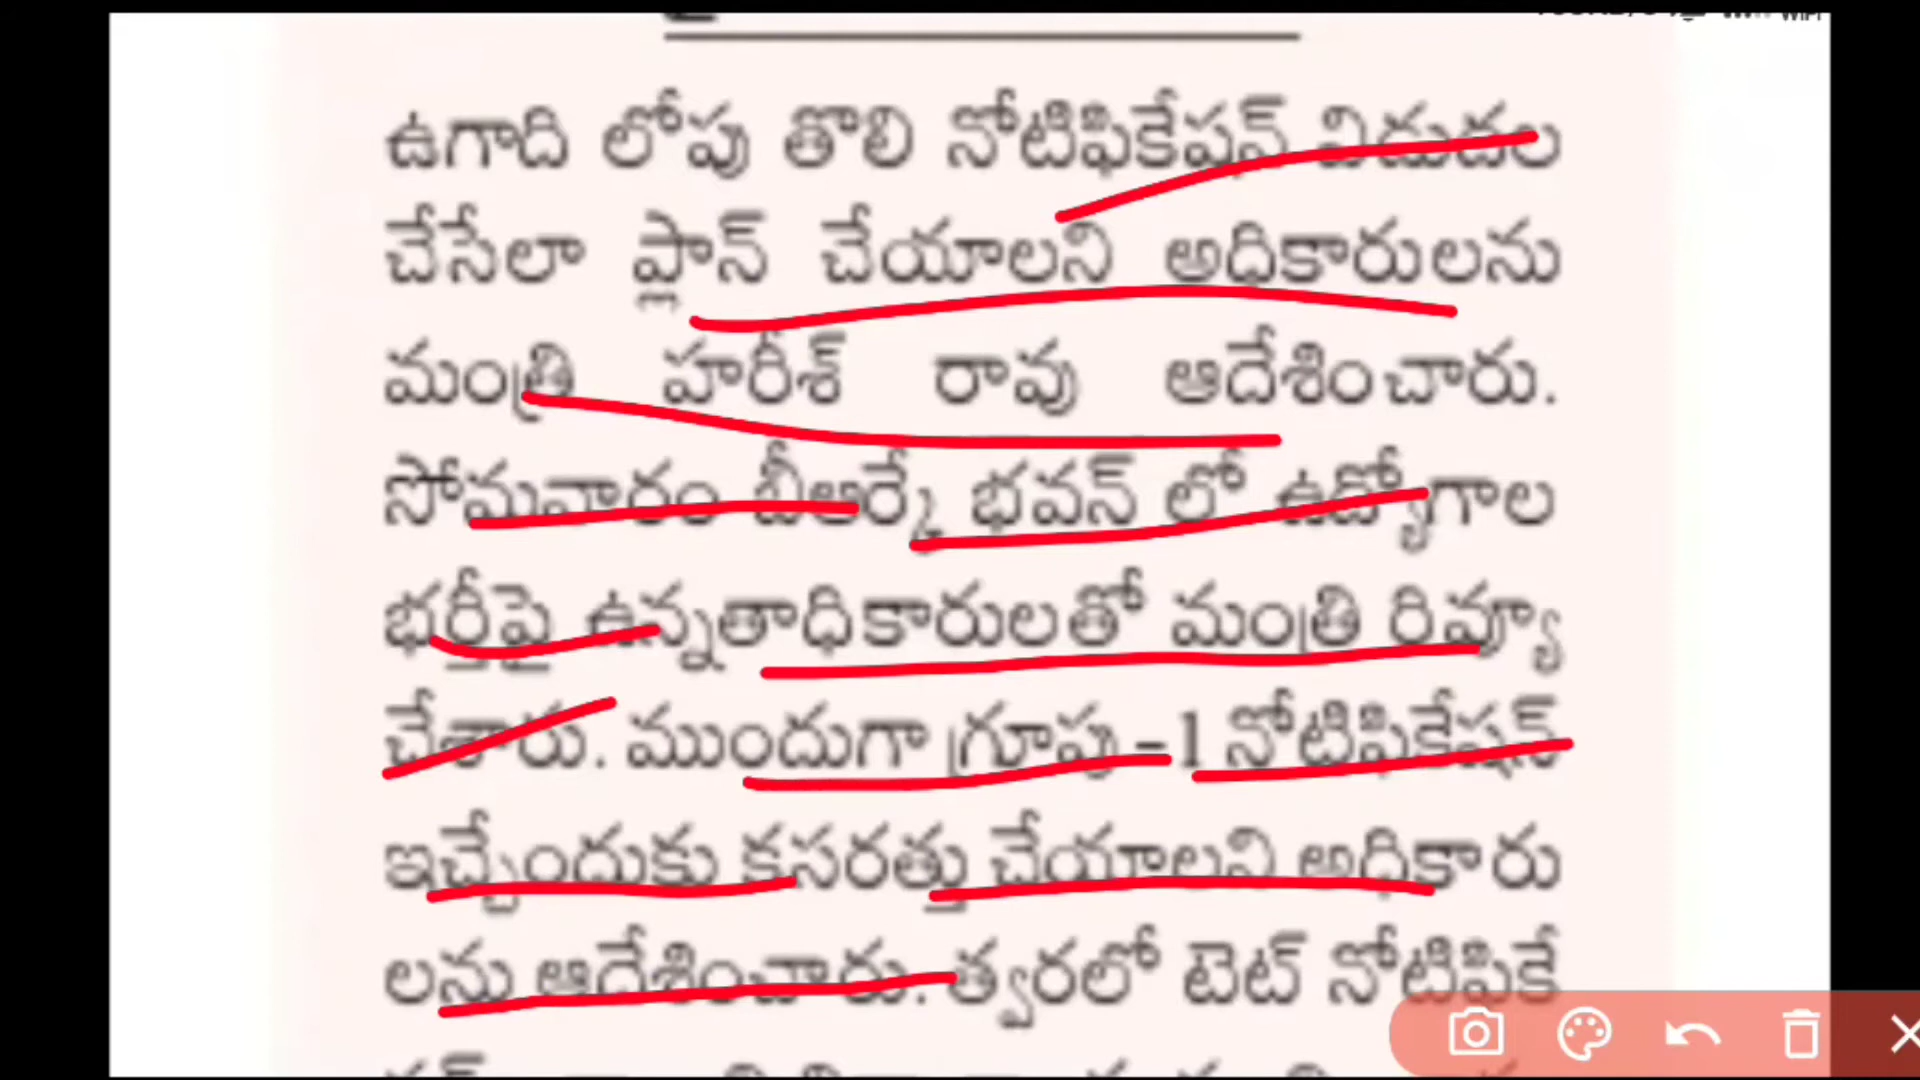 ఉగాది లోపు తొలి నోటిఫికేషన్ విడుదల
చేసేలా ప్లాన్ చేయాలని అధికారులను
మంత్రి హరీశ్ రావు ఆదేశించారు.
సోమవారం బీఆర్కే భవన్ లో ఉద్యోగాల
భర్తీపై ఉన్నతాధికారులతో మంత్రి రివ్యూ
చేశారు. ముందుగా గ్రూపు -1 నోటిఫికేషన్
ఇచ్చేందుకు కసరత్తు చేయాలని అధికారు
లను ఆదేశించారు. త్వరలో టెట్ నోటిఫికే